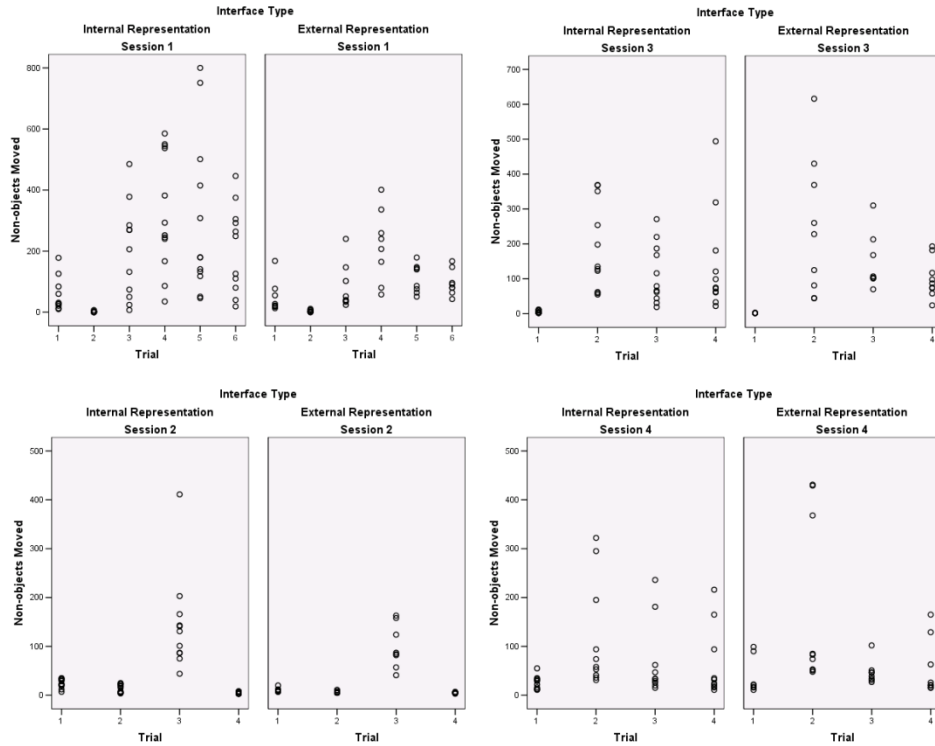 Interface Type
Internal Representation External Representation
Session 1 Session 1
Non-objects Moved
800
600
400
200
0
1 2 3 4 5 6 1 2 3 4 5 6
Trial Trial
Interface Type
Internal Representation External Representation
Session 3 Session 3
Non-objects Moved
700
600
500
400
300
200
100
0
1 2 3 4 1 2 3 4
Trial Trial
Interface Type
Internal Representation External Representation
Session 2 Session 2
Non-objects Moved
500
400
300
200
100
0
1 2 3 4 1 2 3 4
Trial Trial
Interface Type
Internal Representation External Representation
Session 4 Session 4
Non-objects Moved
500
400
300
200
100
0
1 2 3 4 1 2 3 4
Trial Trial